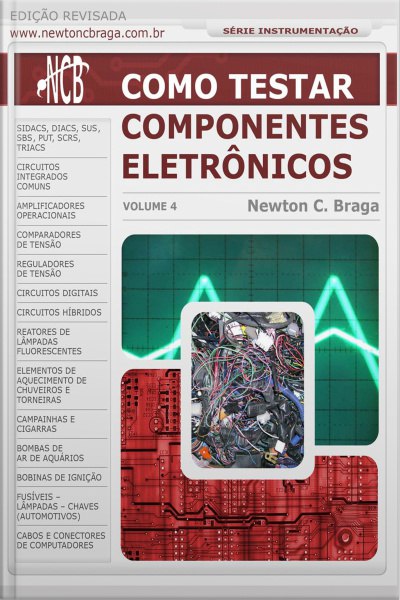 EDIÇÃO REVISADA
www.newtoncbraga.com.br
SÉRIE INSTRUMENTAÇÃO
NCB
COMO TESTAR
COMPONENTES
ELETRÔNICOS
VOLUME 4
Newton C. Braga
SIDACS, DIACS, SUS,
SBS, PUT, SCRS,
TRIACS
CIRCUITOS
INTEGRADOS
COMUNS
AMPLIFICADORES
OPERACIONAIS
COMPARADORES
DE TENSÃO
REGULADORES
DE TENSÃO
CIRCUITOS DIGITAIS
CIRCUITOS HÍBRIDOS
REATORES DE
LÂMPADAS
FLUORESCENTES
ELEMENTOS DE
AQUECIMENTO DE
CHUVEIROS E
TORNEIRAS
CAMPAINHAS E
CIGARRAS
BOMBAS DE
AR DE AQUÁRIOS
BOBINAS DE IGNIÇÃO
FUSÍVEIS –
LÂMPADAS – CHAVES
(AUTOMOTIVOS)
CABOS E CONECTORES
DE COMPUTADORES